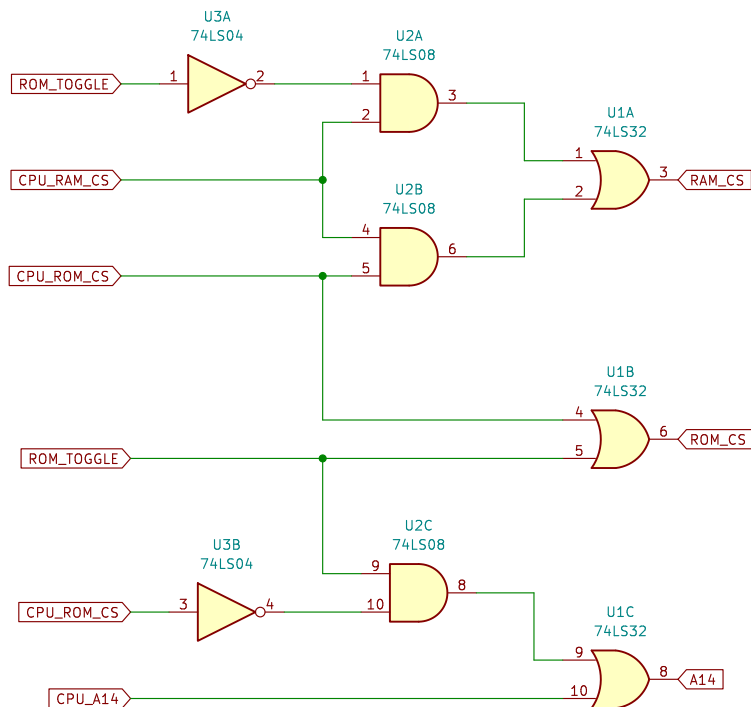 U3A
74LS04
ROM_TOGGLE
1
2
U2A
74LS08
1
2
3
CPU_RAM_CS
U1A
74LS32
1
2
3
RAM_CS
U2B
74LS08
4
5
6
CPU_ROM_CS
U1B
74LS32
4
5
6
ROM_CS
ROM_TOGGLE
U2C
74LS08
9
10
8
U3B
74LS04
CPU_ROM_CS
3
4
U1C
74LS32
9
10
8
A14
CPU_A14